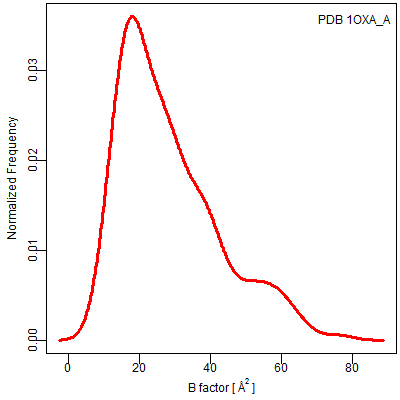 PDB 1OXA_A
Normalized Frequency
0.03
0.02
0.01
0.00
0 20 40 60 80
B factor [ Å² ]